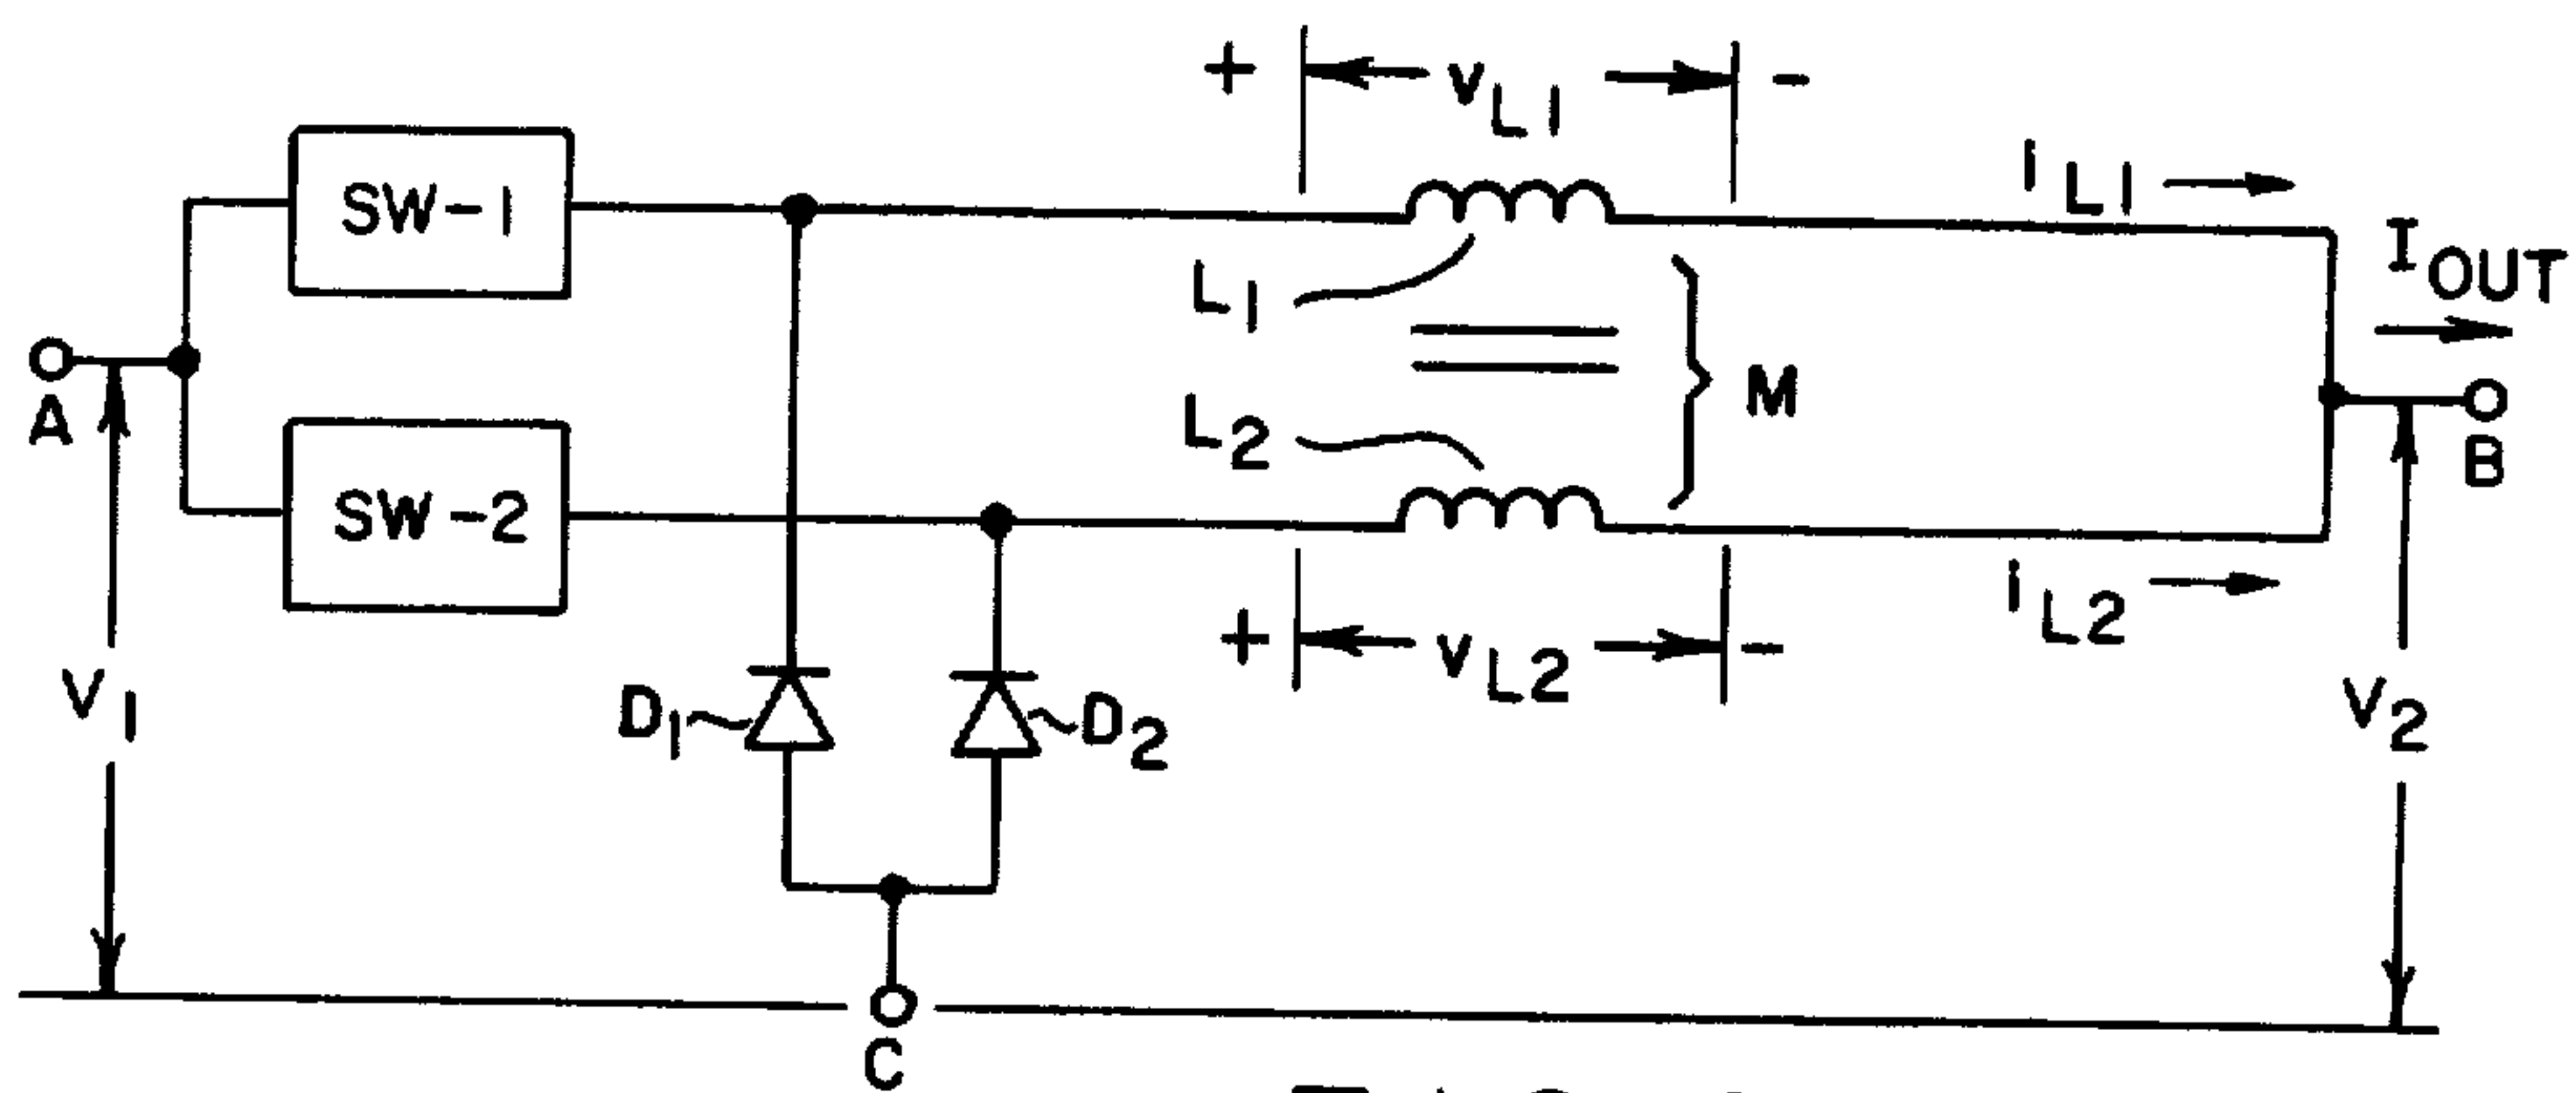 + vL1 -
SW-1
iL1
IOUT
L1
A
L2
M
B
SW-2
iL2
+ vL2 -
V1
D1
D2
V2
C